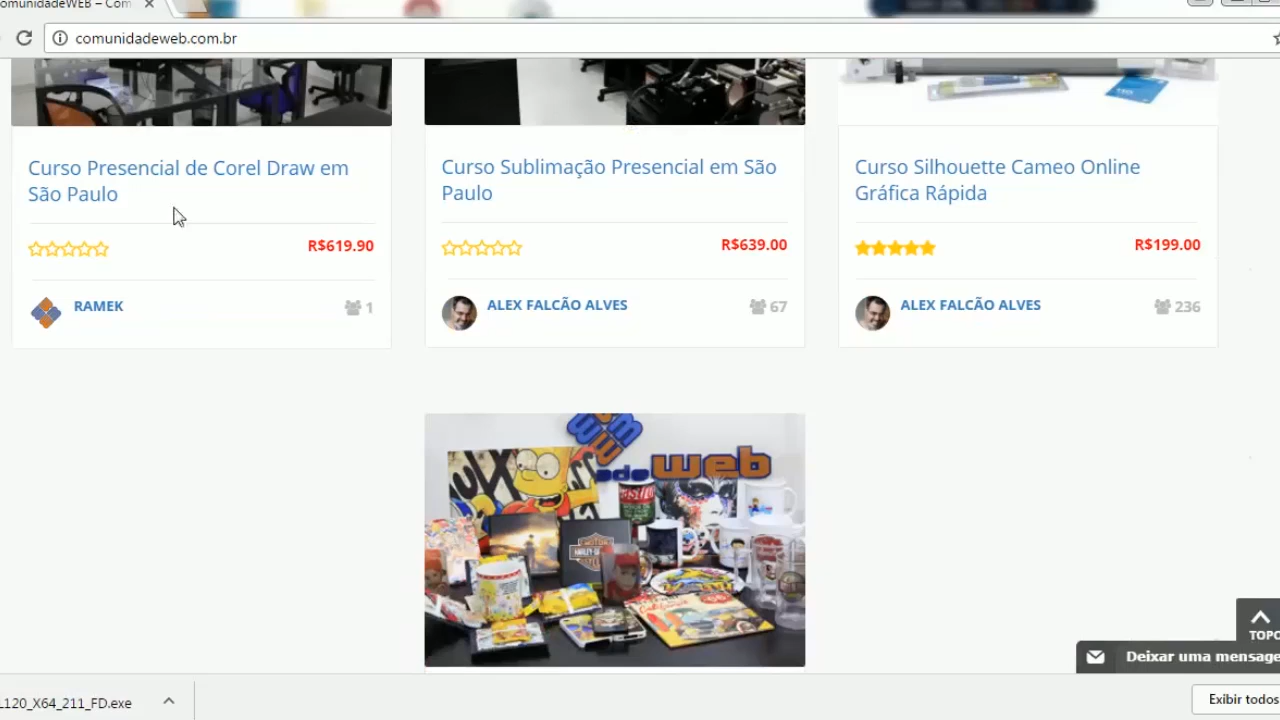 comunidadeWEB – Com
comunidadeweb.com.br
Curso Presencial de Corel Draw em
São Paulo
R$619.90
RAMEK
1
Curso Sublimação Presencial em São
Paulo
R$639.00
ALEX FALCÃO ALVES
67
Curso Silhouette Cameo Online
Gráfica Rápida
R$199.00
ALEX FALCÃO ALVES
236
web
TOPO
Deixar uma mensage
L120_X64_211_FD.exe
Exibir todos